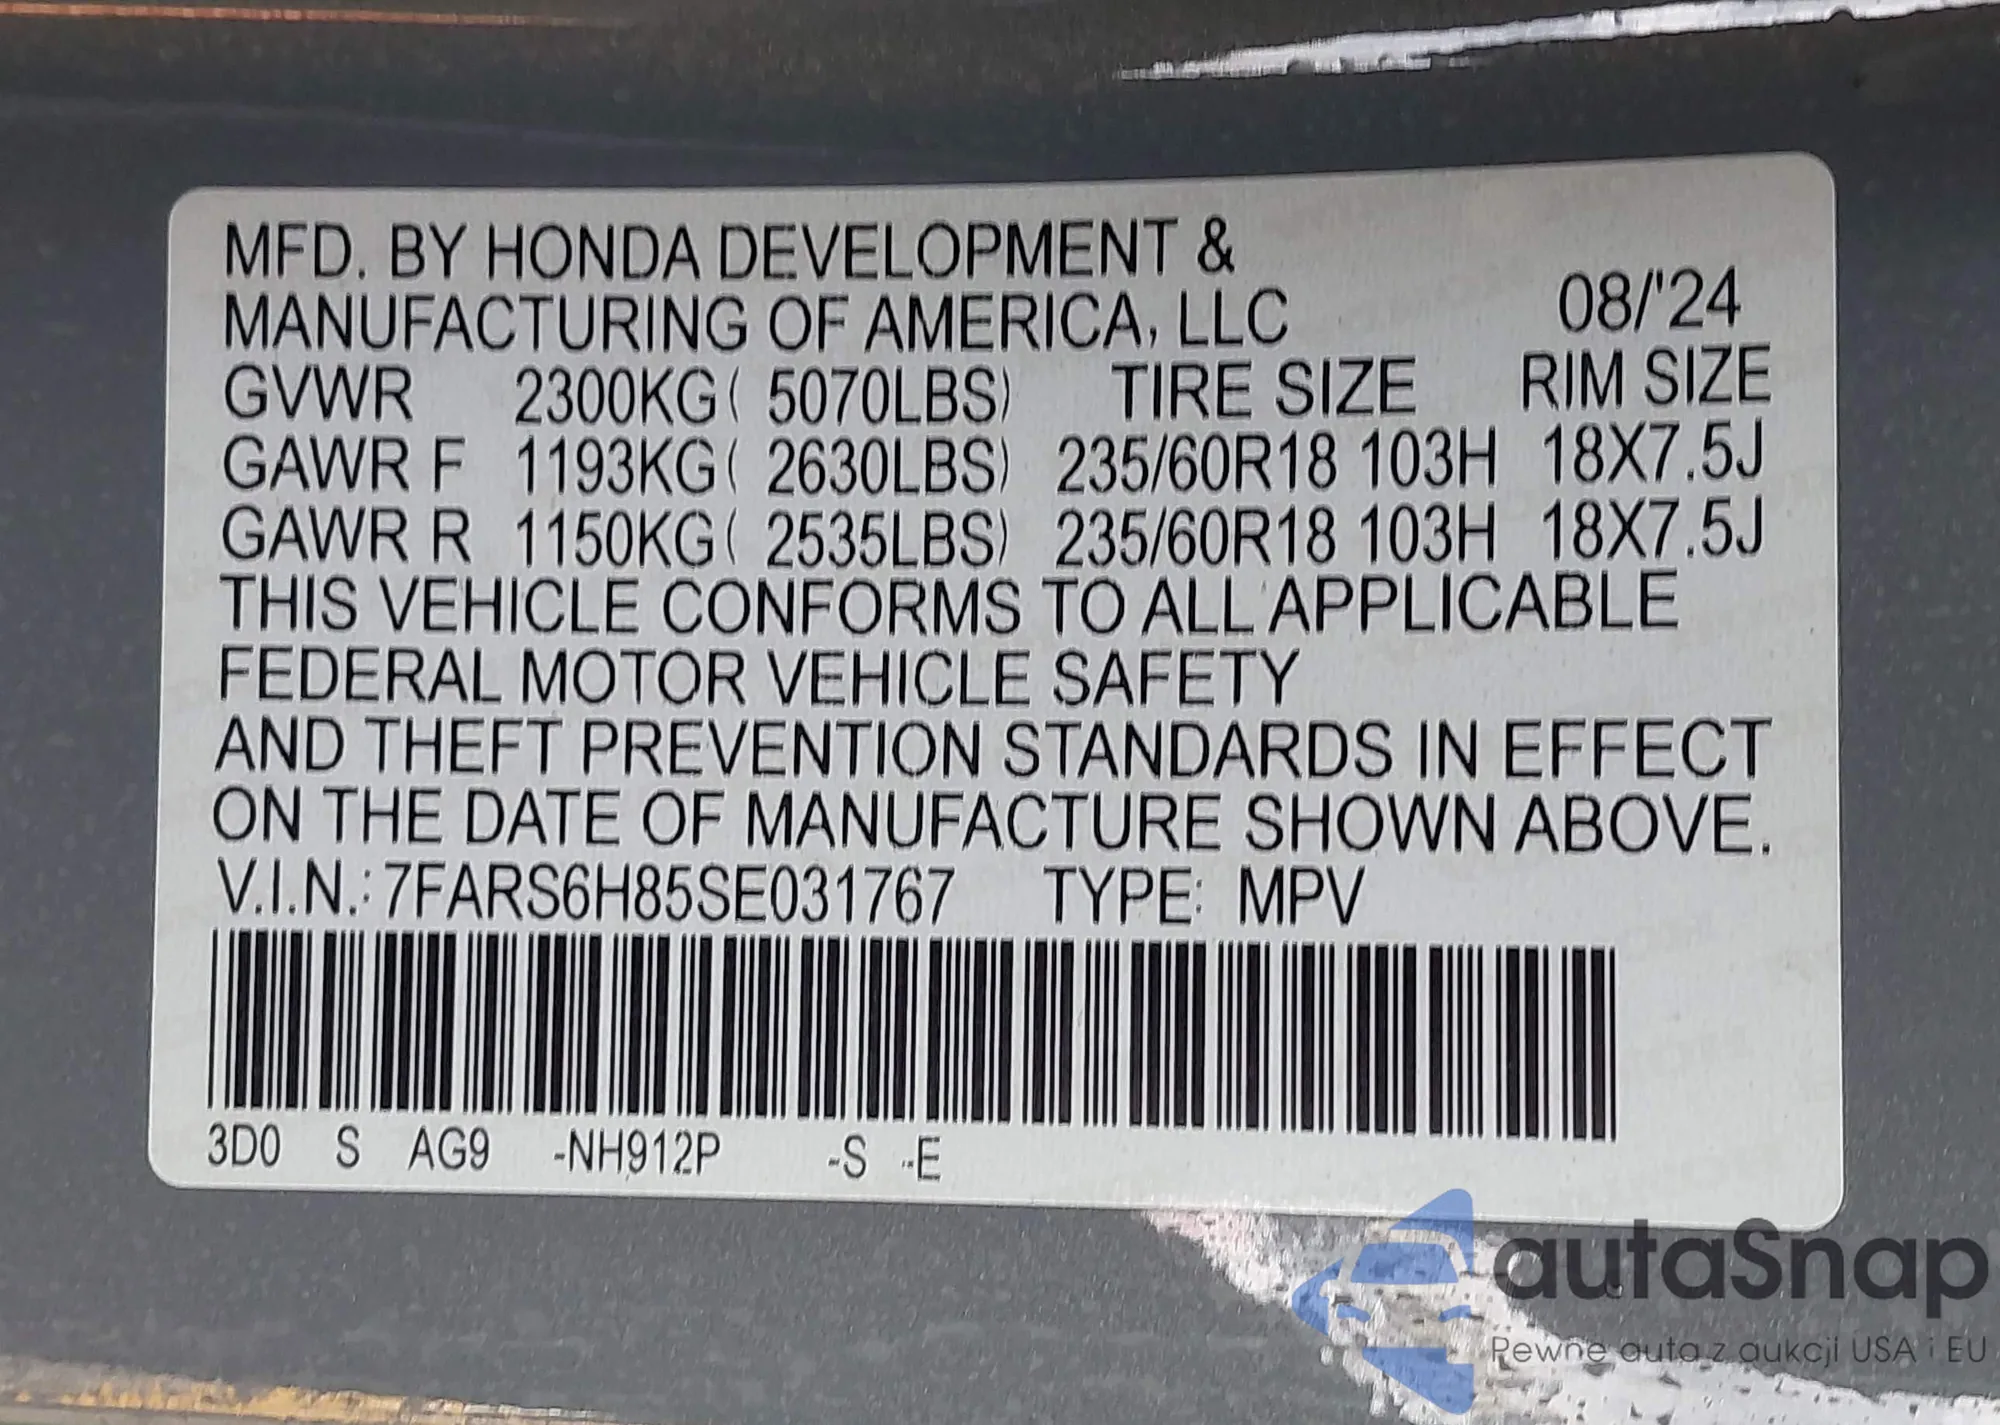 MFD. BY HONDA DEVELOPMENT &
MANUFACTURING OF AMERICA, LLC 08/'24
GVWR 2300KG( 5070LBS) TIRE SIZE RIM SIZE
GAWR F 1193KG( 2630LBS) 235/60R18 103H 18X7.5J
GAWR R 1150KG( 2535LBS) 235/60R18 103H 18X7.5J
THIS VEHICLE CONFORMS TO ALL APPLICABLE
FEDERAL MOTOR VEHICLE SAFETY
AND THEFT PREVENTION STANDARDS IN EFFECT
ON THE DATE OF MANUFACTURE SHOWN ABOVE.
V.I.N.: 7FARS6H85SE031767 TYPE: MPV
3D0 S AG9 -NH912P -S -E
autaSnap
Pewne auta z aukcji USA i EU